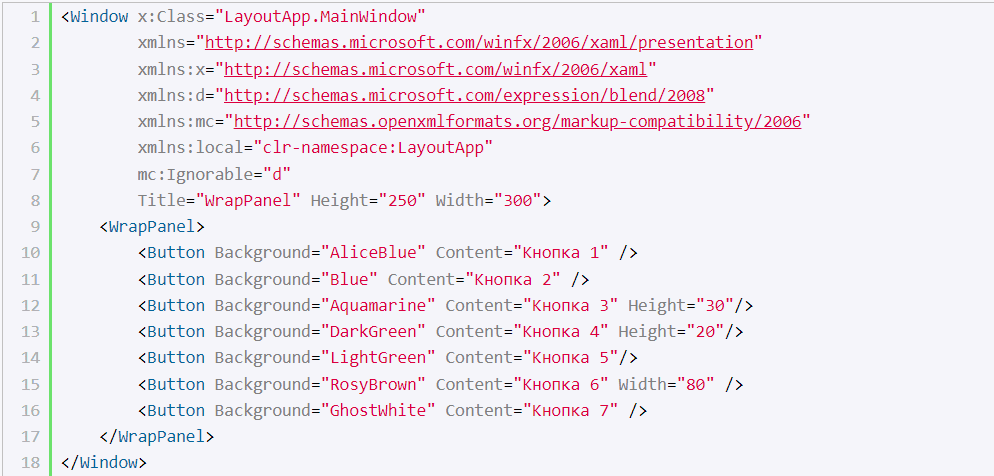 1 <Window x:Class="LayoutApp.MainWindow"
2 xmlns="http://schemas.microsoft.com/winfx/2006/xaml/presentation"
3 xmlns:x="http://schemas.microsoft.com/winfx/2006/xaml"
4 xmlns:d="http://schemas.microsoft.com/expression/blend/2008"
5 xmlns:mc="http://schemas.openxmlformats.org/markup-compatibility/2006"
6 xmlns:local="clr-namespace:LayoutApp"
7 mc:Ignorable="d"
8 Title="WrapPanel" Height="250" Width="300">
9 <WrapPanel>
10 <Button Background="AliceBlue" Content="Кнопка 1" />
11 <Button Background="Blue" Content="Кнопка 2" />
12 <Button Background="Aquamarine" Content="Кнопка 3" Height="30"/>
13 <Button Background="DarkGreen" Content="Кнопка 4" Height="20"/>
14 <Button Background="LightGreen" Content="Кнопка 5"/>
15 <Button Background="RosyBrown" Content="Кнопка 6" Width="80" />
16 <Button Background="GhostWhite" Content="Кнопка 7" />
17 </WrapPanel>
18 </Window>